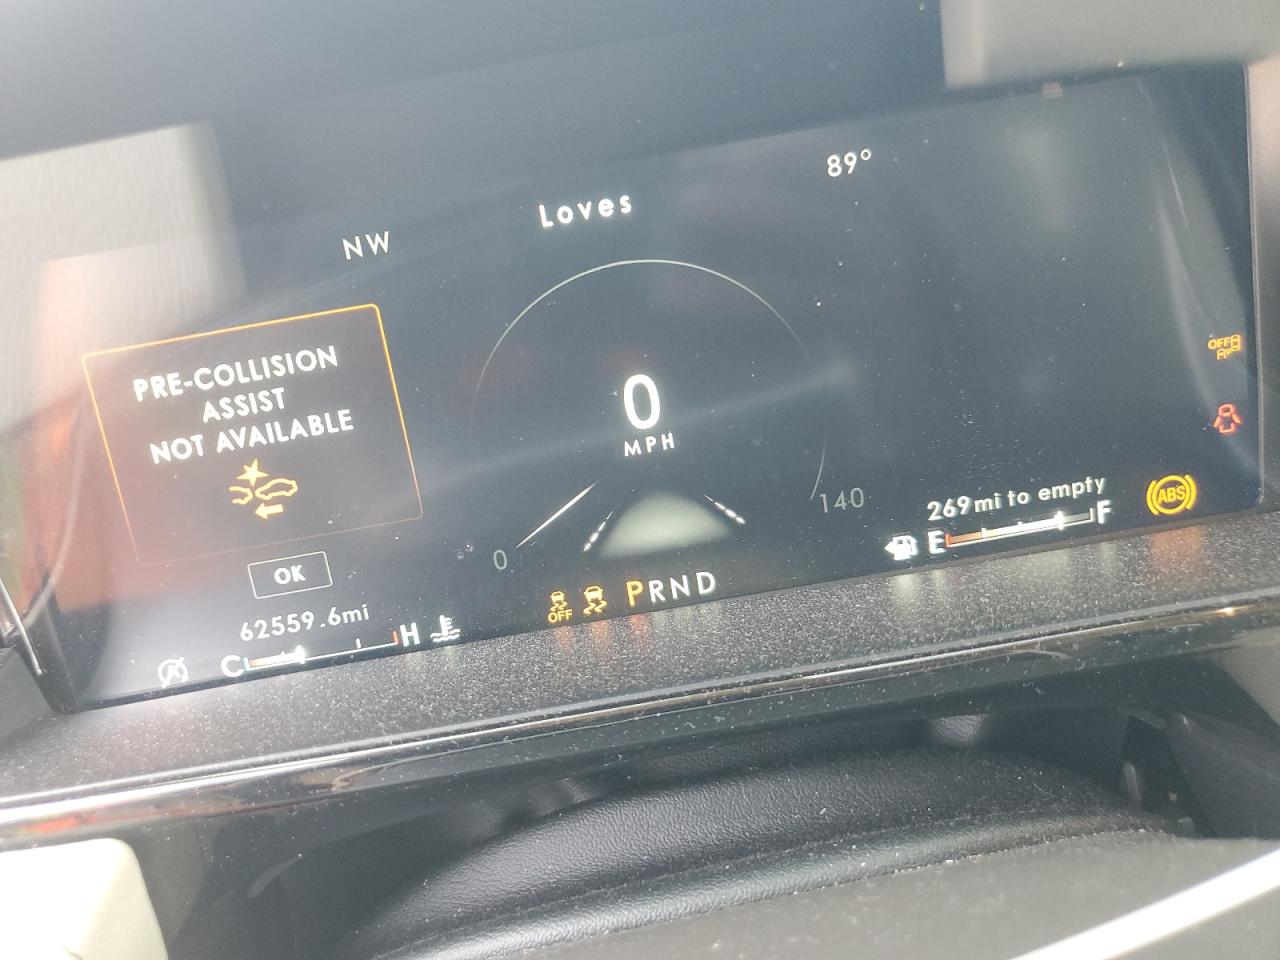 89°
Loves
NW
PRE-COLLISION
ASSIST
NOT AVAILABLE
OK
0
MPH
0
140
269mi to empty
E F
ABS
OFF
OFF
PRND
62559.6mi
C H